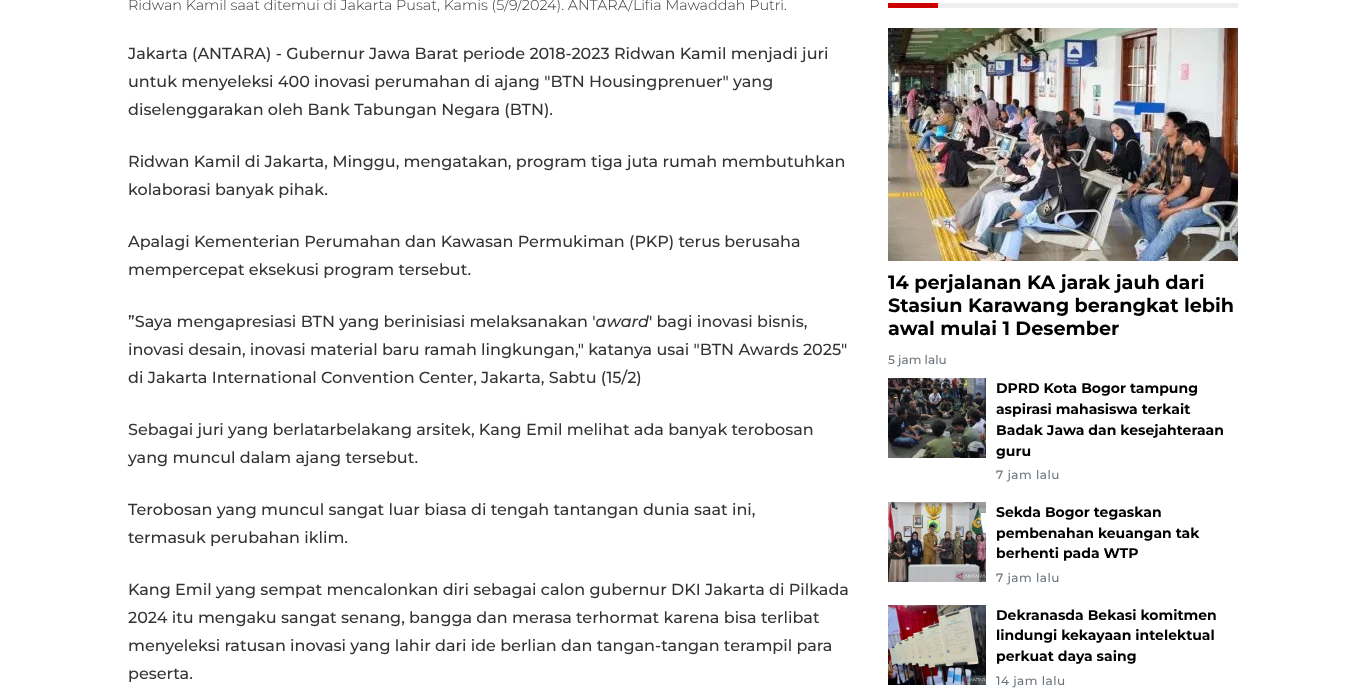 Ridwan Kamil saat ditemui di Jakarta Pusat, Kamis (5/9/2024). ANTARA/Lifia Mawaddah Putri.
Jakarta (ANTARA) - Gubernur Jawa Barat periode 2018-2023 Ridwan Kamil menjadi juri
untuk menyeleksi 400 inovasi perumahan di ajang "BTN Housingprenuer" yang
diselenggarakan oleh Bank Tabungan Negara (BTN).
Ridwan Kamil di Jakarta, Minggu, mengatakan, program tiga juta rumah membutuhkan
kolaborasi banyak pihak.
Apalagi Kementerian Perumahan dan Kawasan Permukiman (PKP) terus berusaha
mempercepat eksekusi program tersebut.
”Saya mengapresiasi BTN yang berinisiasi melaksanakan 'award' bagi inovasi bisnis,
inovasi desain, inovasi material baru ramah lingkungan," katanya usai "BTN Awards 2025"
di Jakarta International Convention Center, Jakarta, Sabtu (15/2)
Sebagai juri yang berlatarbelakang arsitek, Kang Emil melihat ada banyak terobosan
yang muncul dalam ajang tersebut.
Terobosan yang muncul sangat luar biasa di tengah tantangan dunia saat ini,
termasuk perubahan iklim.
Kang Emil yang sempat mencalonkan diri sebagai calon gubernur DKI Jakarta di Pilkada
2024 itu mengaku sangat senang, bangga dan merasa terhormat karena bisa terlibat
menyeleksi ratusan inovasi yang lahir dari ide berlian dan tangan-tangan terampil para
peserta.
14 perjalanan KA jarak jauh dari
Stasiun Karawang berangkat lebih
awal mulai 1 Desember
5 jam lalu
DPRD Kota Bogor tampung
aspirasi mahasiswa terkait
Badak Jawa dan kesejahteraan
guru
7 jam lalu
Sekda Bogor tegaskan
pembenahan keuangan tak
berhenti pada WTP
7 jam lalu
Dekranasda Bekasi komitmen
lindungi kekayaan intelektual
perkuat daya saing
14 jam lalu